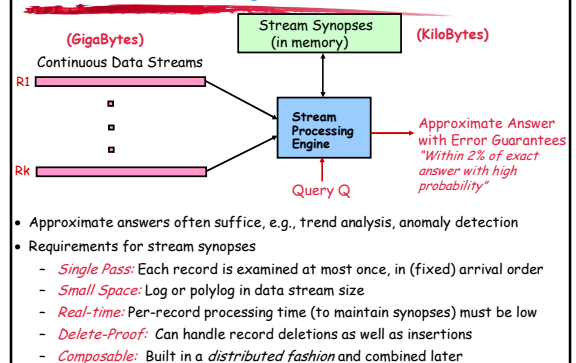 Stream Synopses
(in memory)
(GigaBytes)
(KiloBytes)
Continuous Data Streams
R1
Stream
Processing
Engine
Approximate Answer
with Error Guarantees
"Within 2% of exact
answer with high
probability"
Rk
Query Q
• Approximate answers often suffice, e.g., trend analysis, anomaly detection
• Requirements for stream synopses
– Single Pass: Each record is examined at most once, in (fixed) arrival order
– Small Space: Log or polylog in data stream size
– Real-time: Per-record processing time (to maintain synopses) must be low
– Delete-Proof: Can handle record deletions as well as insertions
– Composable: Built in a distributed fashion and combined later